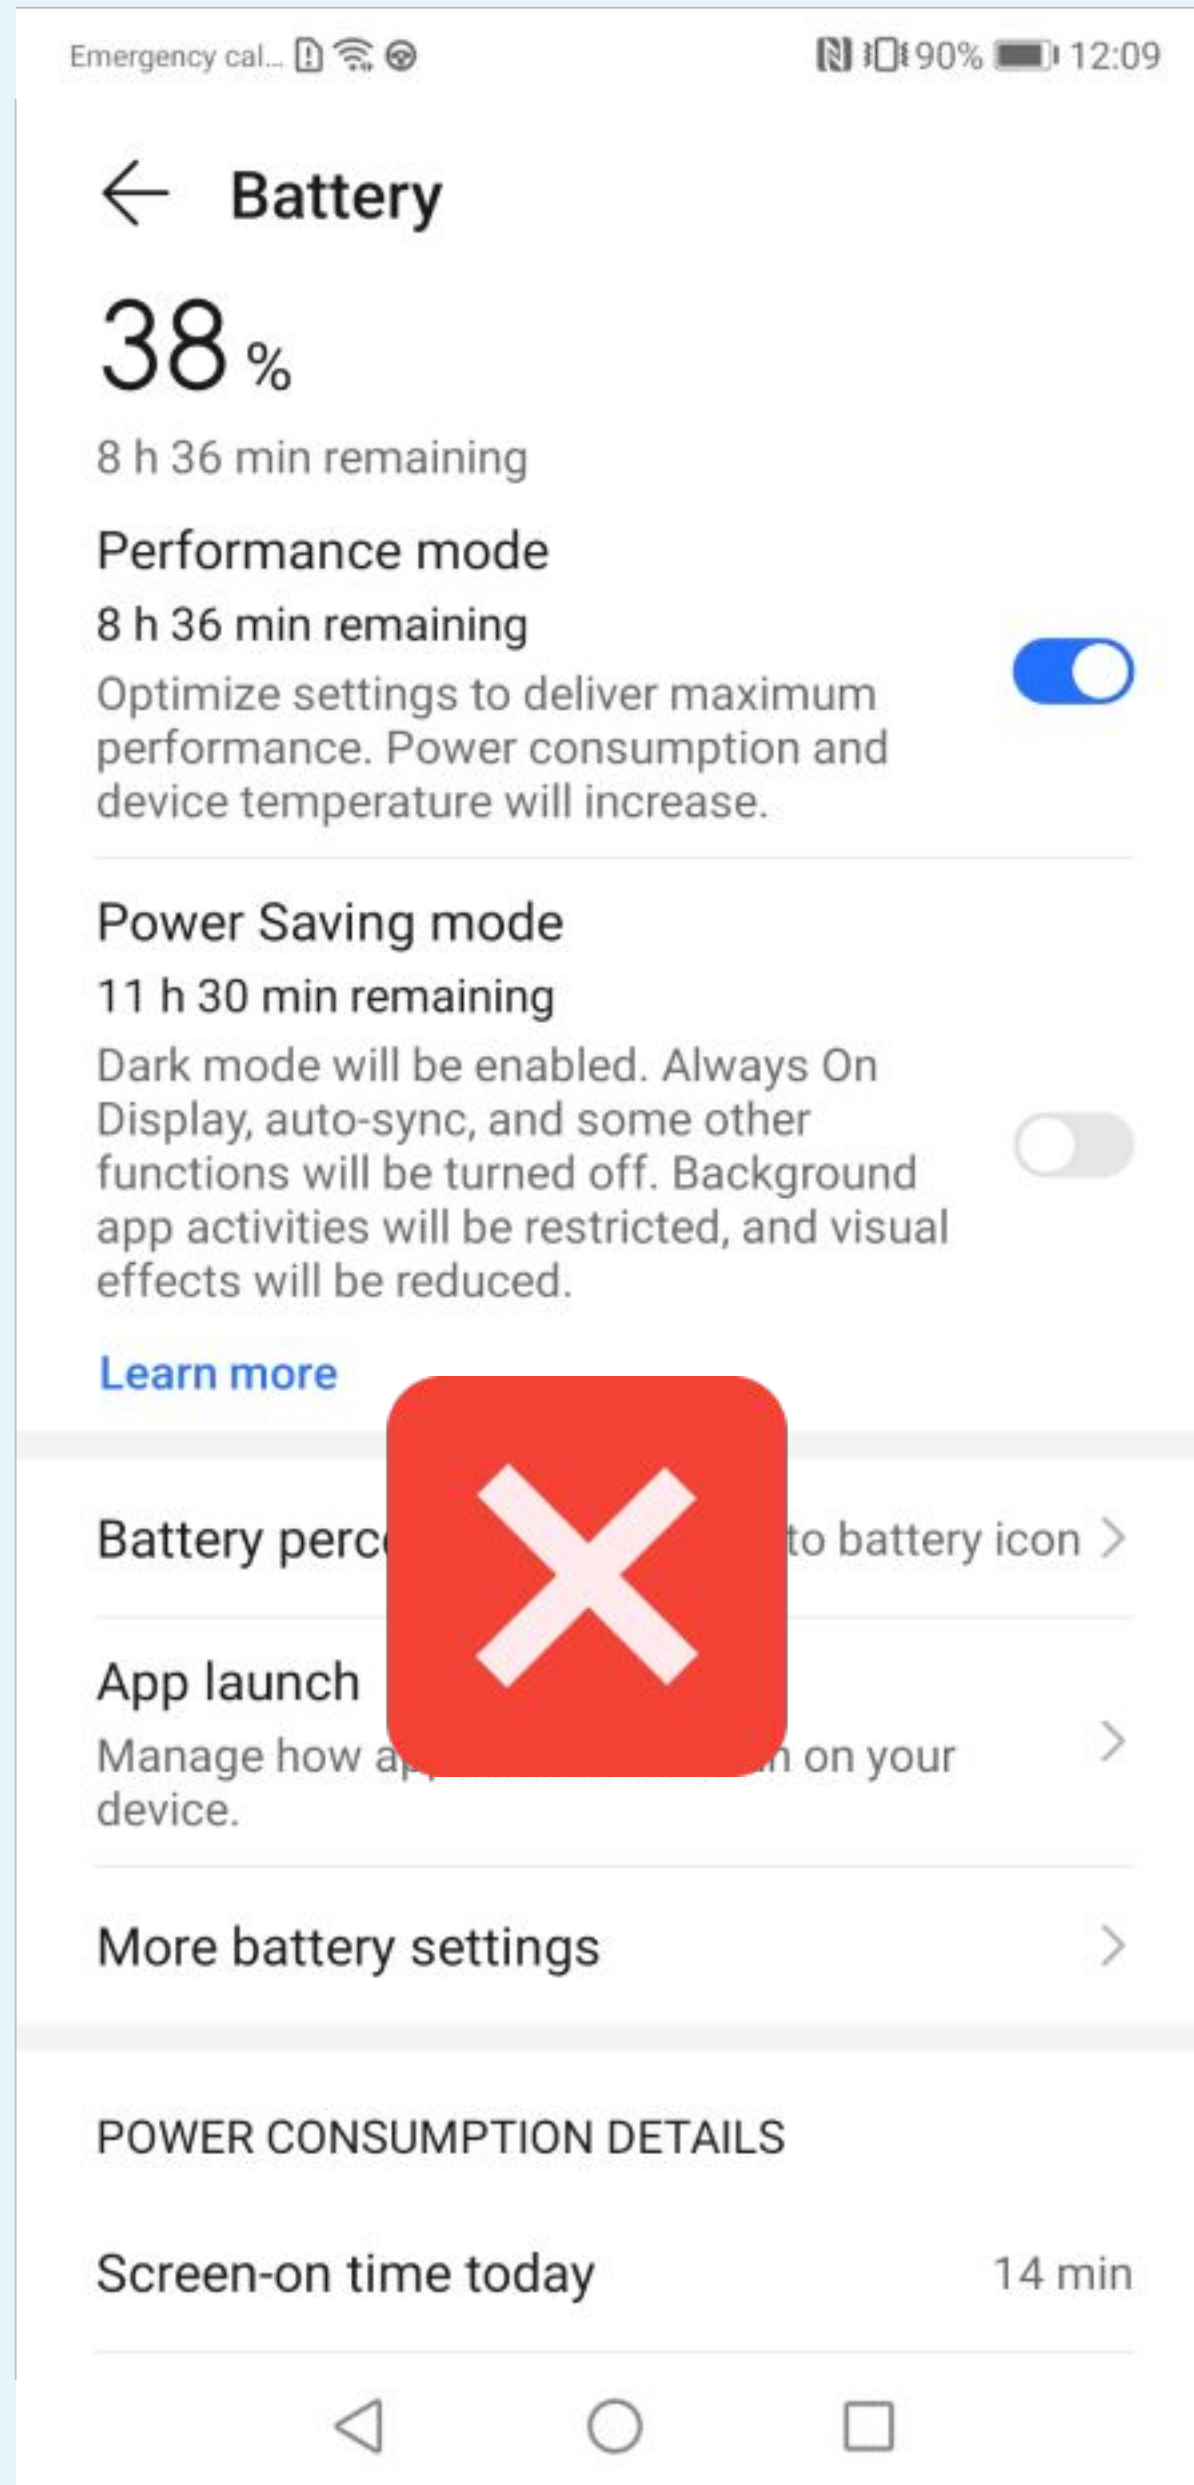 Emergency cal... 90% 12:09
Battery
38 %
8 h 36 min remaining
Performance mode
8 h 36 min remaining
Optimize settings to deliver maximum
performance. Power consumption and
device temperature will increase.
Power Saving mode
11 h 30 min remaining
Dark mode will be enabled. Always On
Display, auto-sync, and some other
functions will be turned off. Background
app activities will be restricted, and visual
effects will be reduced.
Learn more
Battery to battery icon
App launch
Manage how on your
device.
More battery settings
POWER CONSUMPTION DETAILS
Screen-on time today 14 min